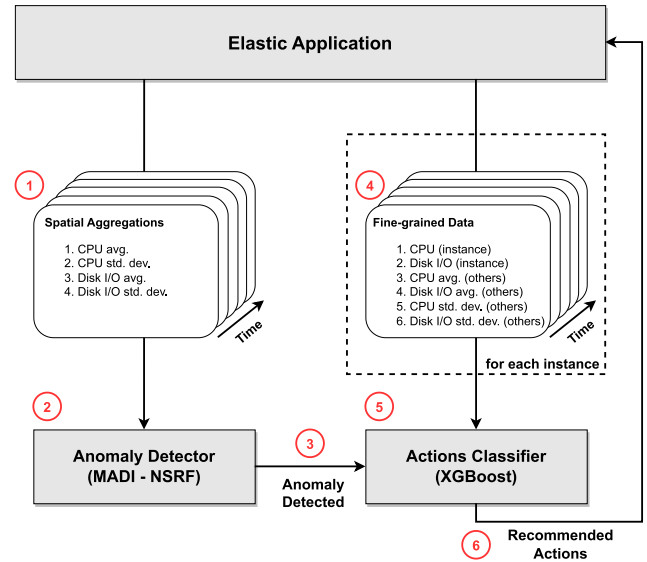 Elastic Application
1
Spatial Aggregations
1. CPU avg.
2. CPU std. dev.
3. Disk I/O avg.
4. Disk I/O std. dev.
Time
4
Fine-grained Data
1. CPU (instance)
2. Disk I/O (instance)
3. CPU avg. (others)
4. Disk I/O avg. (others)
5. CPU std. dev. (others)
6. Disk I/O std. dev. (others)
Time
for each instance
2
Anomaly Detector
(MADI - NSRF)
3
Anomaly
Detected
5
Actions Classifier
(XGBoost)
6
Recommended
Actions